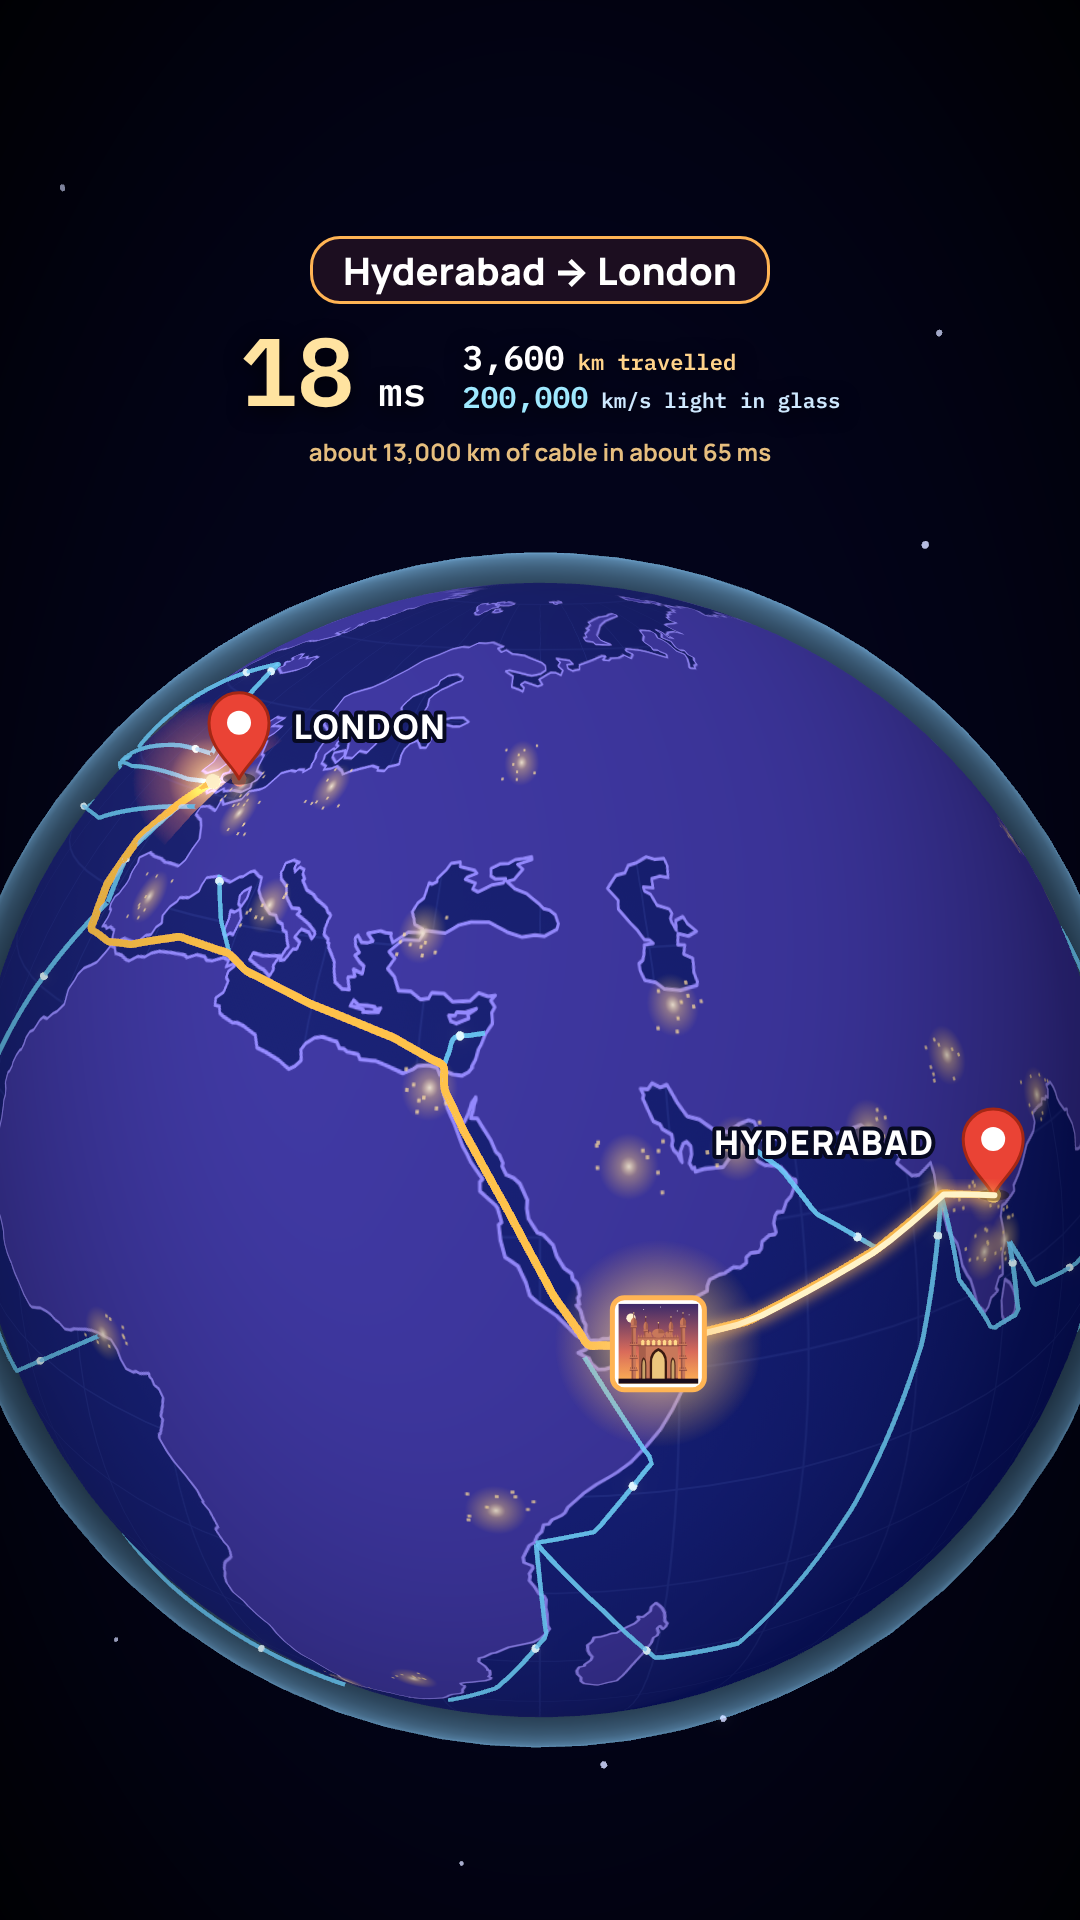 Hyderabad → London
18 ms
3,600 km travelled
200,000 km/s light in glass
about 13,000 km of cable in about 65 ms
LONDON
HYDERABAD